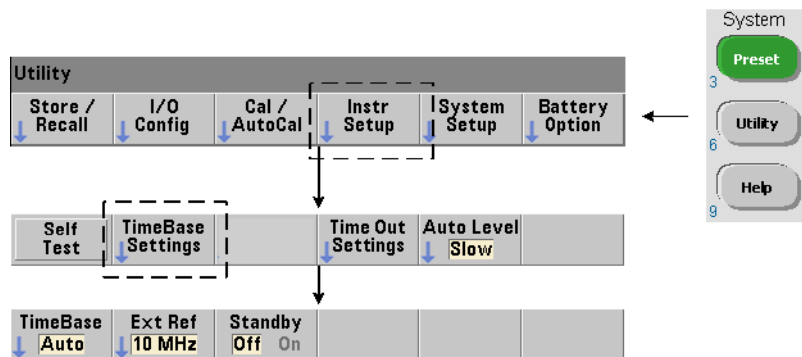 System
Preset
3
Utility
6
Help
9
Utility
Store / Recall
I/O Config
Cal / AutoCal
Instr Setup
System Setup
Battery Option
Self Test
TimeBase Settings
Time Out Settings
Auto Level
Slow
TimeBase
Auto
Ext Ref
10 MHz
Standby
Off On